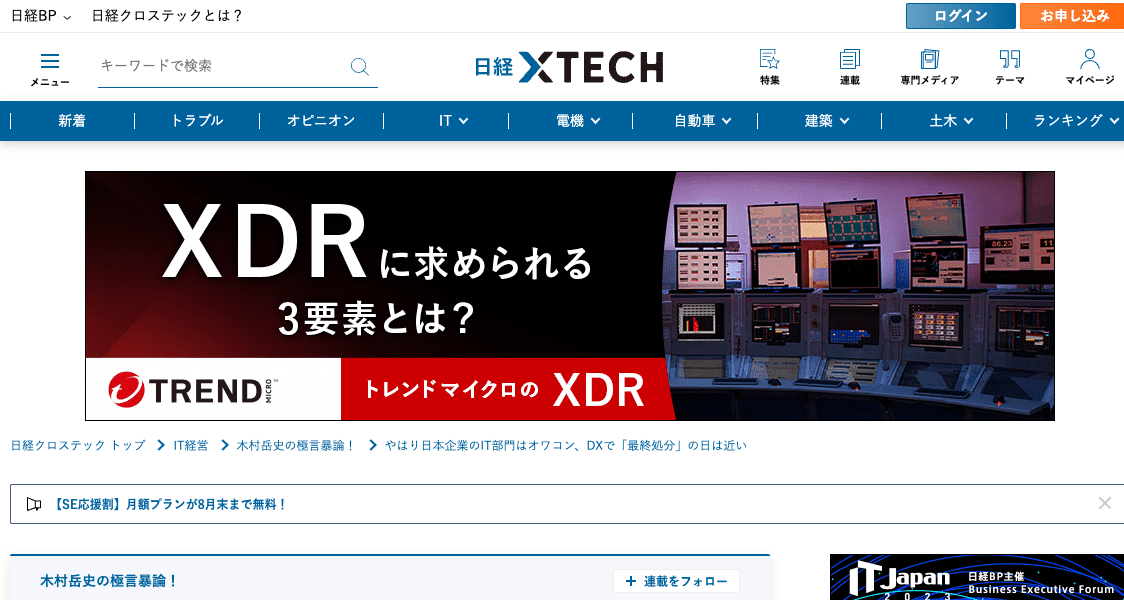 日経BP
日経クロステックとは？
ログイン
お申し込み
メニュー
キーワードで検索
日経 XTECH
特集
連載
専門メディア
テーマ
マイページ
新着
トラブル
オピニオン
IT
電機
自動車
建築
土木
ランキング
XDRに求められる
3要素とは？
TREND MICRO™
トレンドマイクロの XDR
86.23
日経クロステック トップ
IT経営
木村岳史の極言暴論！
やはり日本企業のIT部門はオワコン、DXで「最終処分」の日は近い
【SE応援割】月額プランが8月末まで無料！
木村岳史の極言暴論！
+ 連載をフォロー
IT Japan
2023
日経BP主催
Business Executive Forum